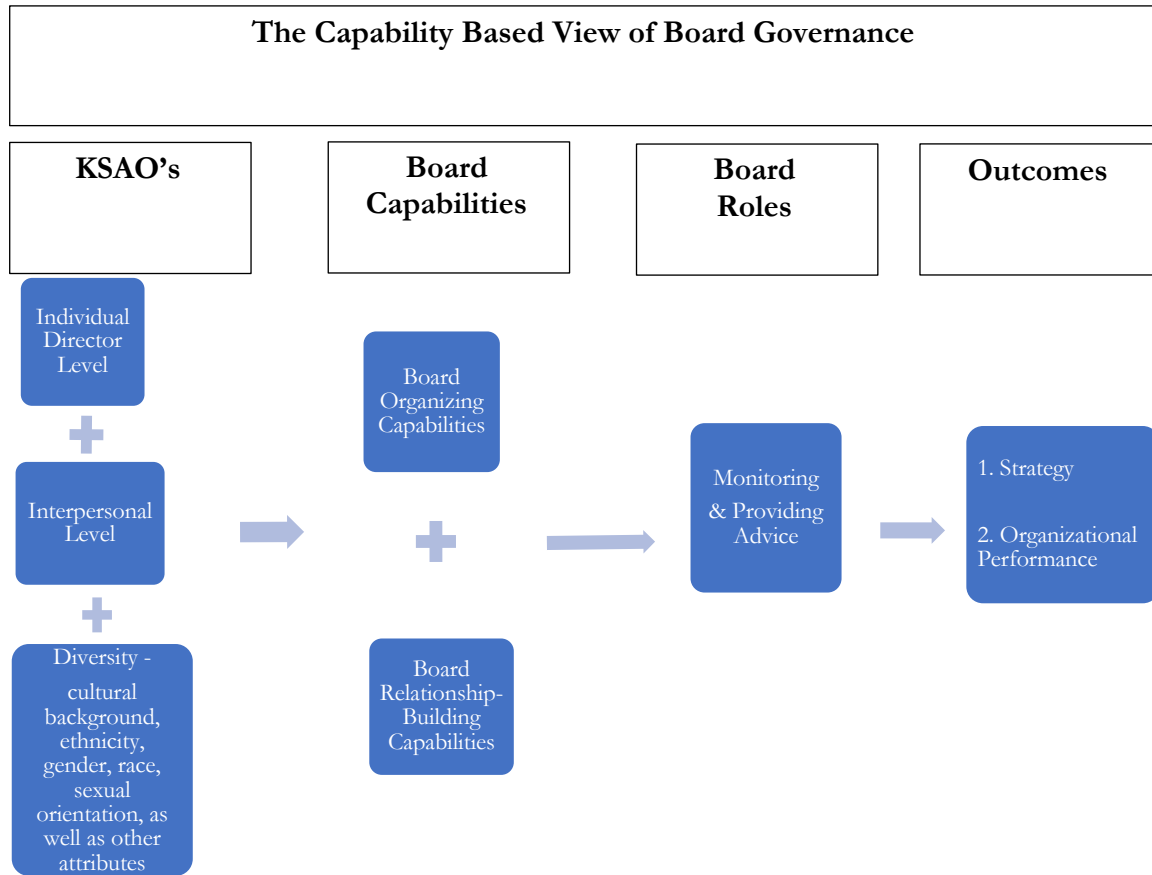 The Capability Based View of Board Governance
KSAO’s
Board
Capabilities
Board
Roles
Outcomes
Individual
Director
Level
Interpersonal
Level
Diversity -
cultural
background,
ethnicity,
gender, race,
sexual
orientation, as
well as other
attributes
Board
Organizing
Capabilities
Board
Relationship-
Building
Capabilities
Monitoring
& Providing
Advice
1. Strategy
2. Organizational
Performance